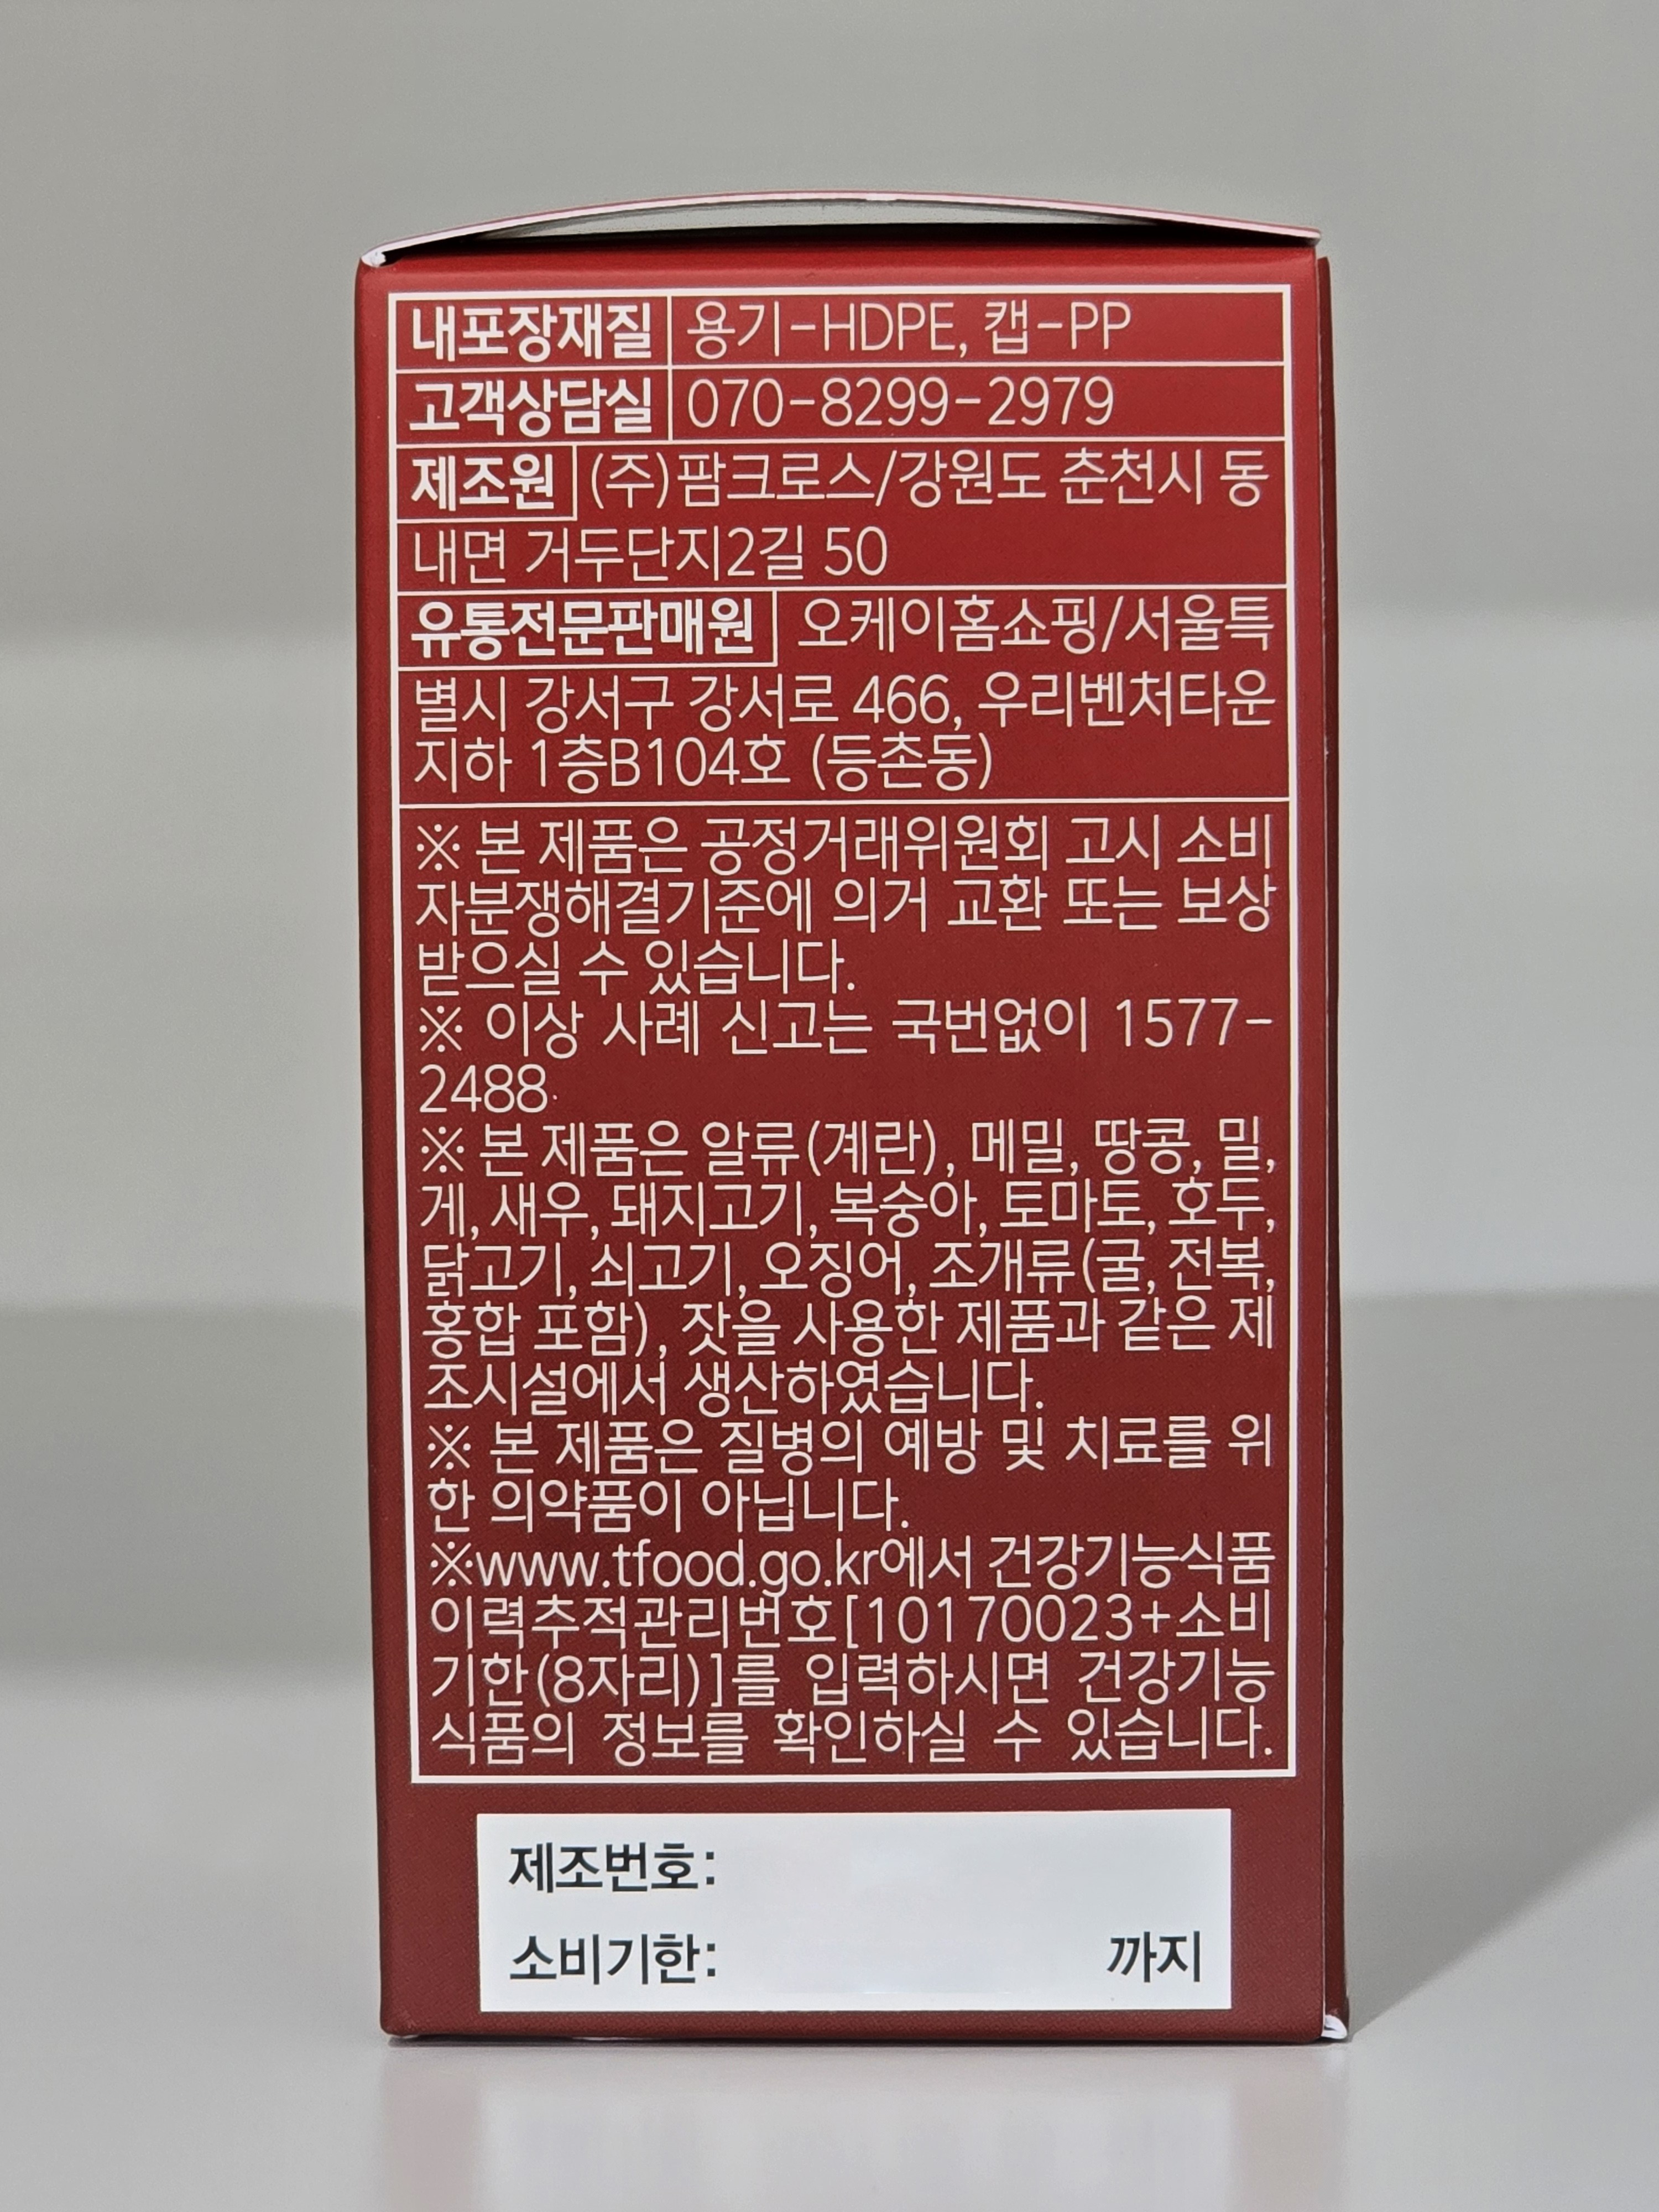 내포장재질 용기-HDPE, 캡-PP
고객상담실 070-8299-2979
제조원 (주)팜크로스/강원도 춘천시 동
내면 거두단지2길 50
유통전문판매원 오케이홈쇼핑/서울특
별시 강서구 강서로 466, 우리벤처타운
지하 1층B104호 (등촌동)
※ 본 제품은 공정거래위원회 고시 소비
자분쟁해결기준에 의거 교환 또는 보상
받으실 수 있습니다.
※ 이상 사례 신고는 국번없이 1577-
2488.
※ 본 제품은 알류(계란), 메밀, 땅콩, 밀,
게, 새우, 돼지고기, 복숭아, 토마토, 호두,
닭고기, 쇠고기, 오징어, 조개류(굴, 전복,
홍합 포함), 잣을 사용한 제품과 같은 제
조시설에서 생산하였습니다.
※ 본 제품은 질병의 예방 및 치료를 위
한 의약품이 아닙니다.
※www.tfood.go.kr에서 건강기능식품
이력추적관리번호[10170023+소비
기한(8자리)]를 입력하시면 건강기능
식품의 정보를 확인하실 수 있습니다.
제조번호:
소비기한: 까지